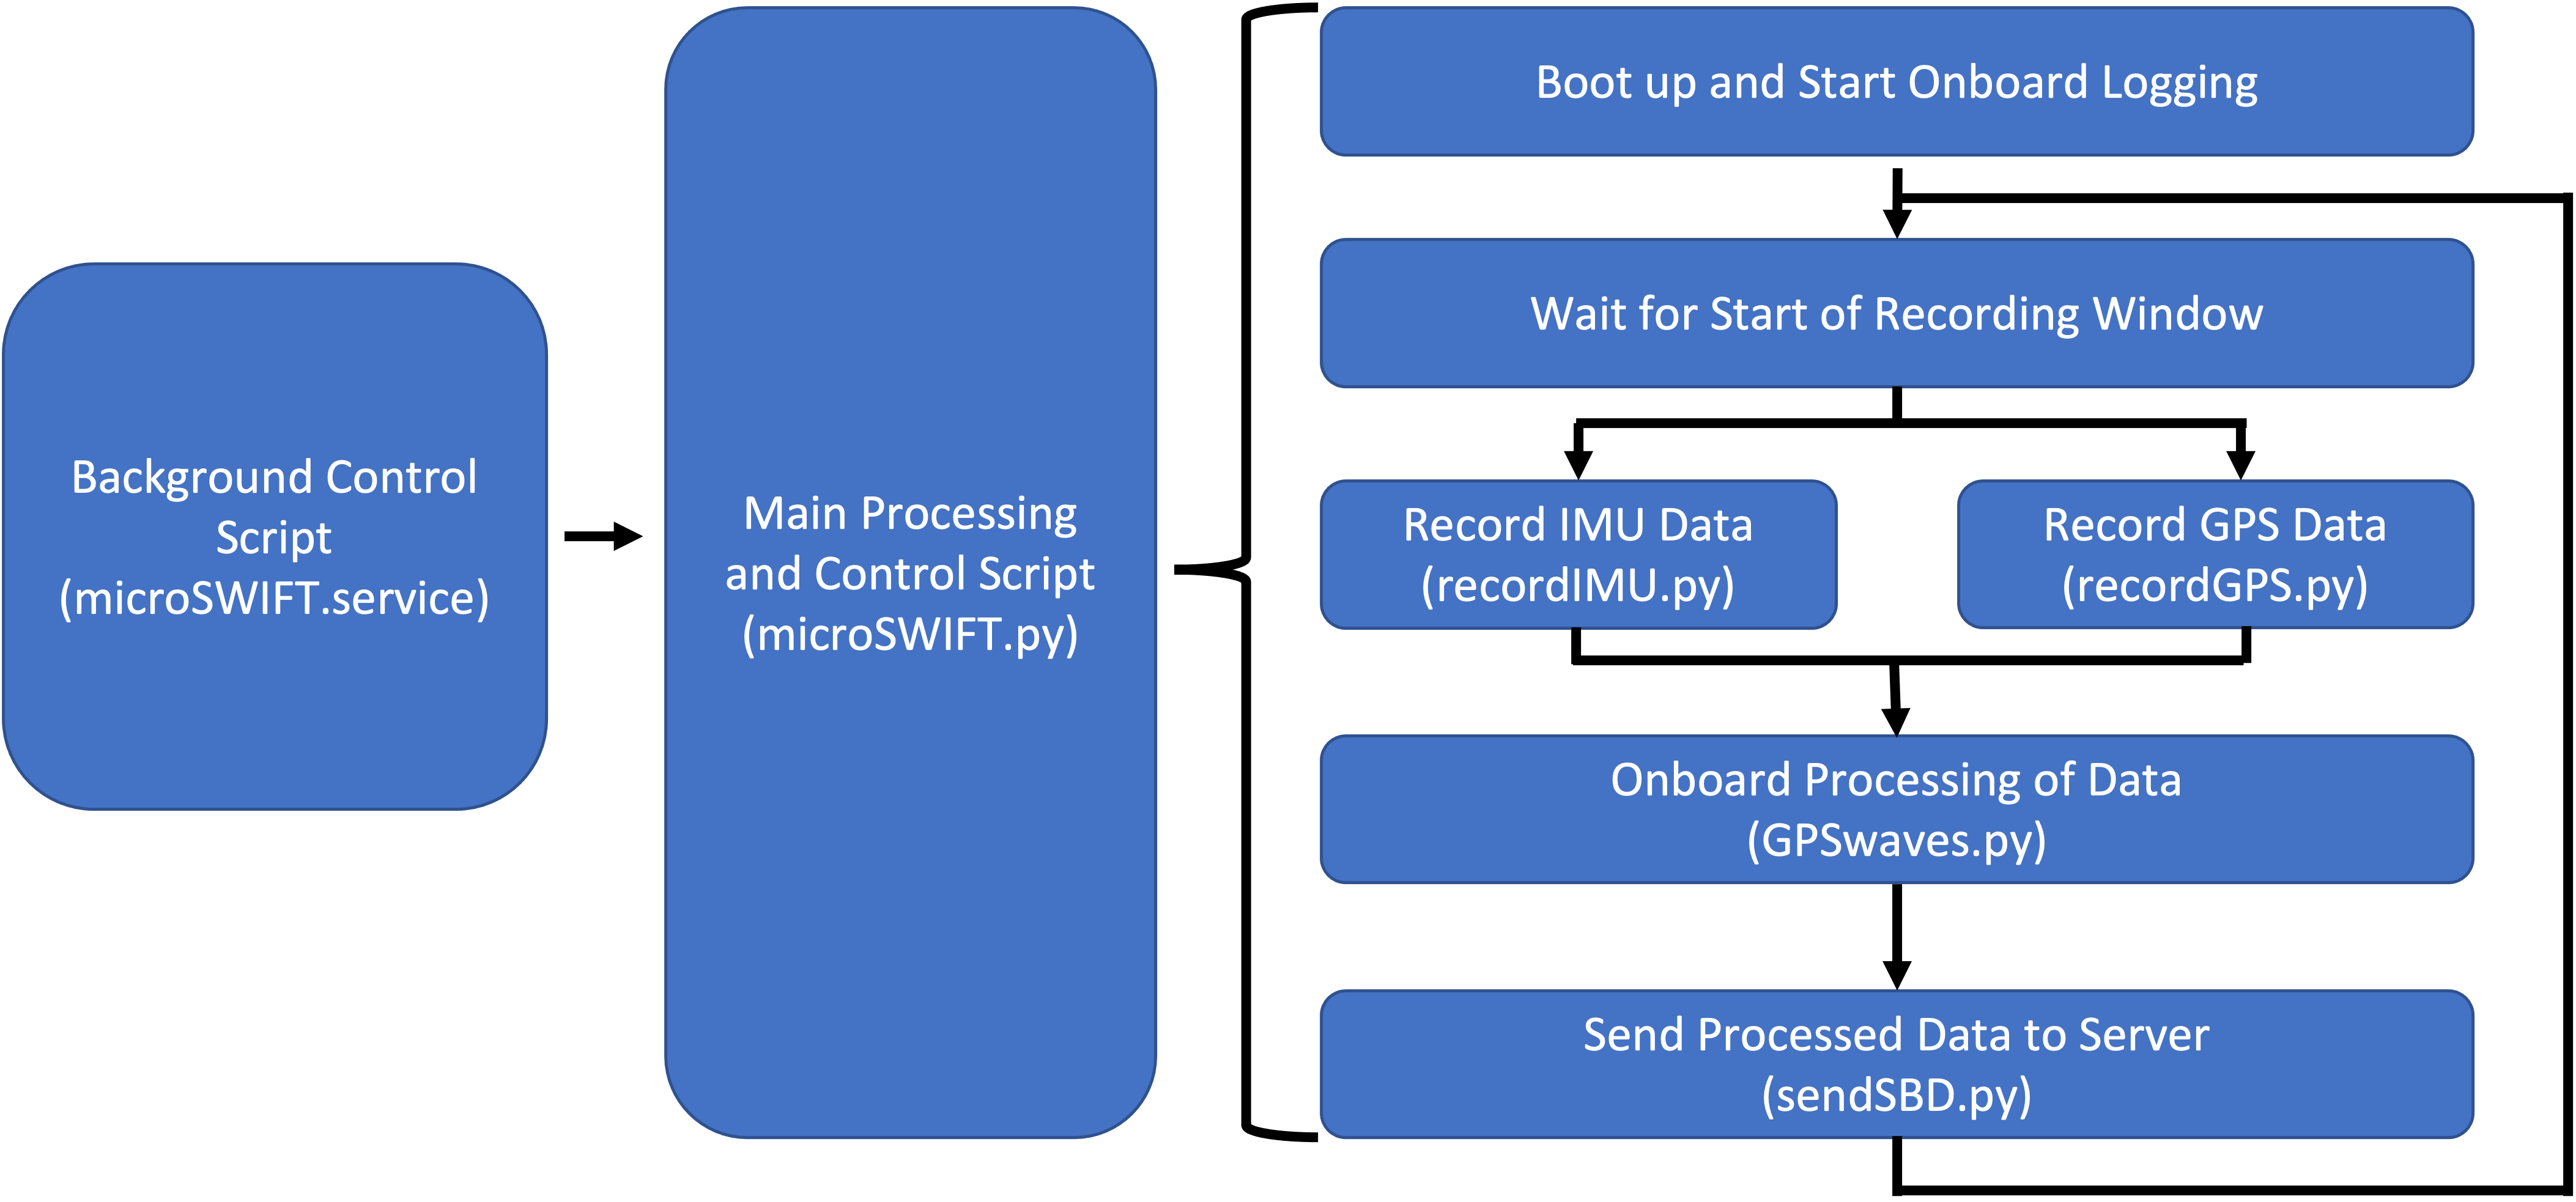 Background Control
Script
(microSWIFT.service)
Main Processing
and Control Script
(microSWIFT.py)
Boot up and Start Onboard Logging
Wait for Start of Recording Window
Record IMU Data
(recordIMU.py)
Record GPS Data
(recordGPS.py)
Onboard Processing of Data
(GPSwaves.py)
Send Processed Data to Server
(sendSBD.py)